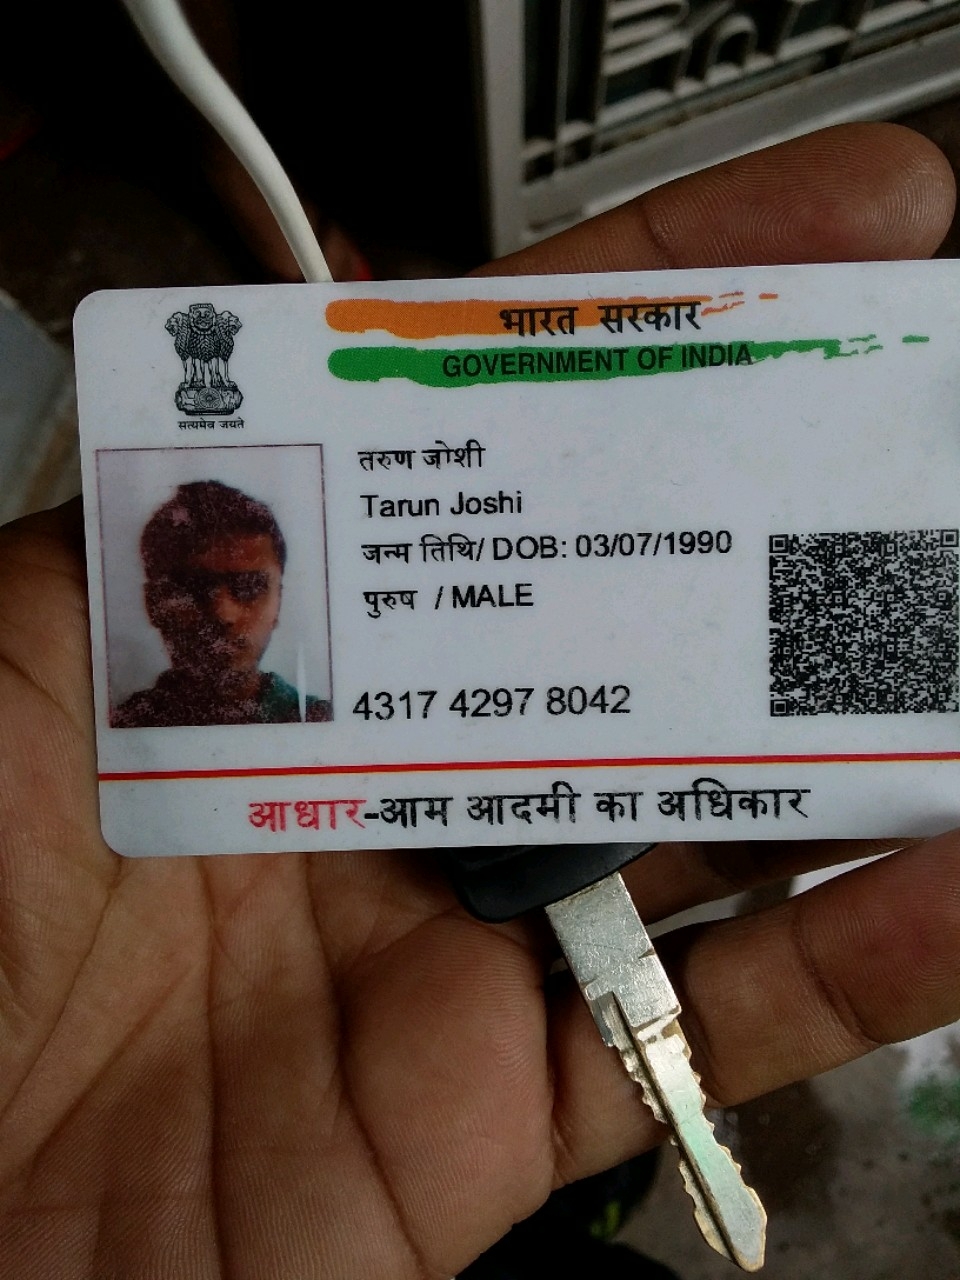 भारत सरकार
GOVERNMENT OF INDIA
सत्यमेव जयते
तरुण जोशी
Tarun Joshi
जन्म तिथि/ DOB: 03/07/1990
पुरुष / MALE
4317 4297 8042
आधार-आम आदमी का अधिकार